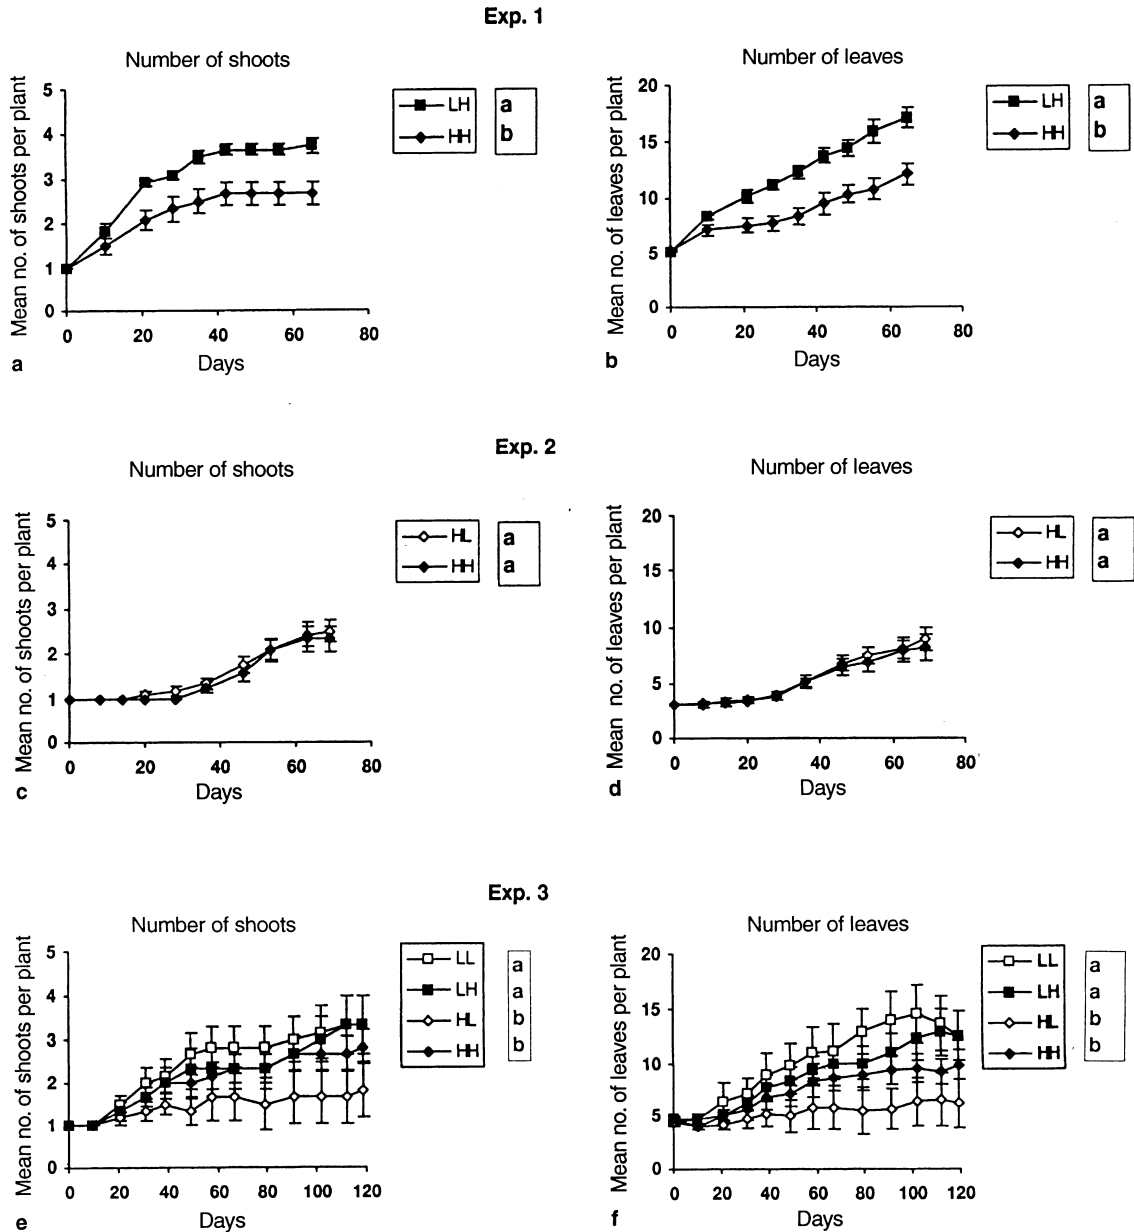 Exp. 1
Number of shoots
Mean no. of shoots per plant
5
4
3
2
1
0
0 20 40 60 80
Days
LH a
HH b
a
Number of leaves
Mean no. of leaves per plant
20
15
10
5
0
0 20 40 60 80
Days
LH a
HH b
b
Exp. 2
Number of shoots
Mean no. of shoots per plant
5
4
3
2
1
0
0 20 40 60 80
Days
HL a
HH a
c
Number of leaves
Mean no. of leaves per plant
20
15
10
5
0
0 20 40 60 80
Days
HL a
HH a
d
Exp. 3
Number of shoots
Mean no. of shoots per plant
5
4
3
2
1
0
0 20 40 60 80 100 120
Days
LL a
LH a
HL b
HH b
e
Number of leaves
Mean no. of leaves per plant
20
15
10
5
0
0 20 40 60 80 100 120
Days
LL a
LH a
HL b
HH b
f